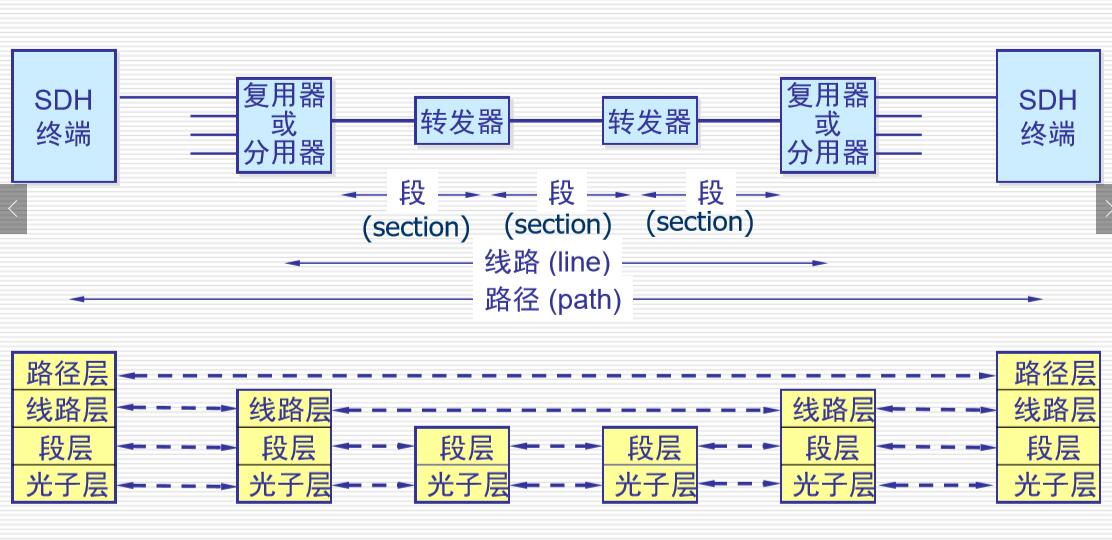 SDH
终端
复用器
或
分用器
转发器
转发器
复用器
或
分用器
SDH
终端
段
(section)
段
(section)
段
(section)
线路 (line)
路径 (path)
路径层
线路层
段层
光子层
线路层
段层
光子层
段层
光子层
段层
光子层
线路层
段层
光子层
路径层
线路层
段层
光子层